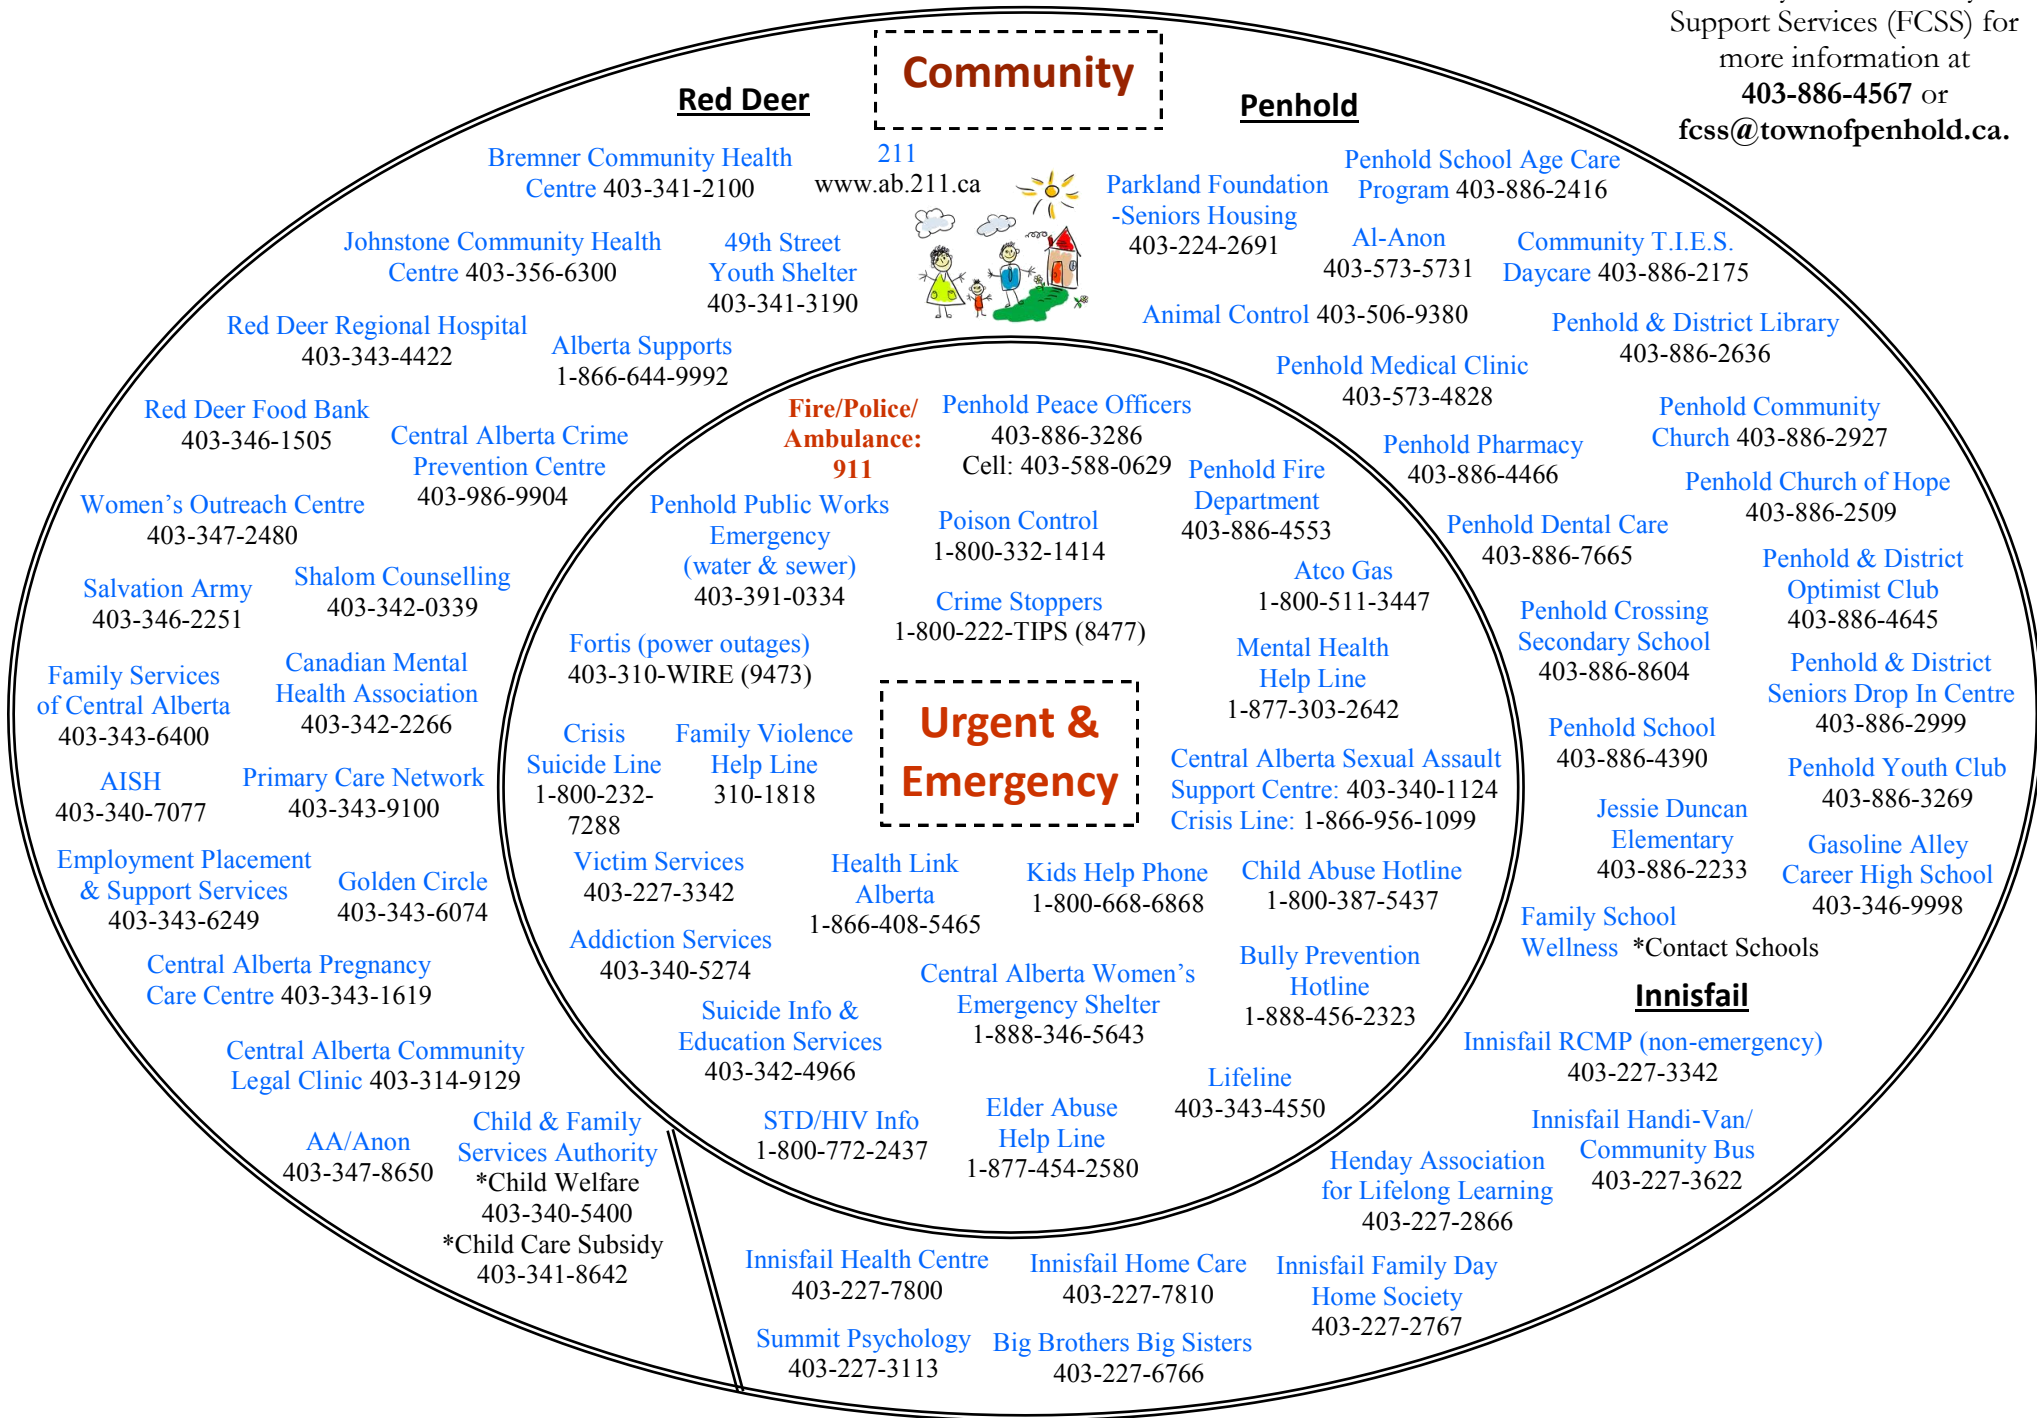 Support Services (FCSS) for
more information at
403-886-4567 or
fcss@townofpenhold.ca.
Community
Red Deer
Bremner Community Health
Centre 403-341-2100
211
www.ab.211.ca
Johnstone Community Health
Centre 403-356-6300
49th Street
Youth Shelter
403-341-3190
Red Deer Regional Hospital
403-343-4422
Alberta Supports
1-866-644-9992
Red Deer Food Bank
403-346-1505
Central Alberta Crime
Prevention Centre
403-986-9904
Women's Outreach Centre
403-347-2480
Salvation Army
403-346-2251
Shalom Counselling
403-342-0339
Family Services
of Central Alberta
403-343-6400
Canadian Mental
Health Association
403-342-2266
AISH
403-340-7077
Primary Care Network
403-343-9100
Employment Placement
& Support Services
403-343-6249
Golden Circle
403-343-6074
Central Alberta Pregnancy
Care Centre 403-343-1619
Central Alberta Community
Legal Clinic 403-314-9129
AA/Anon
403-347-8650
Child & Family
Services Authority
*Child Welfare
403-340-5400
*Child Care Subsidy
403-341-8642
Penhold
Parkland Foundation
-Seniors Housing
403-224-2691
Penhold School Age Care
Program 403-886-2416
Al-Anon
403-573-5731
Community T.I.E.S.
Daycare 403-886-2175
Animal Control 403-506-9380
Penhold & District Library
403-886-2636
Penhold Medical Clinic
403-573-4828
Penhold Community
Church 403-886-2927
Penhold Pharmacy
403-886-4466
Penhold Church of Hope
403-886-2509
Penhold Dental Care
403-886-7665
Penhold & District
Optimist Club
403-886-4645
Penhold Crossing
Secondary School
403-886-8604
Penhold & District
Seniors Drop In Centre
403-886-2999
Penhold School
403-886-4390
Penhold Youth Club
403-886-3269
Jessie Duncan
Elementary
403-886-2233
Gasoline Alley
Career High School
403-346-9998
Family School
Wellness *Contact Schools
Innisfail
Innisfail RCMP (non-emergency)
403-227-3342
Innisfail Handi-Van/
Community Bus
403-227-3622
Henday Association
for Lifelong Learning
403-227-2866
Innisfail Health Centre
403-227-7800
Innisfail Home Care
403-227-7810
Innisfail Family Day
Home Society
403-227-2767
Summit Psychology
403-227-3113
Big Brothers Big Sisters
403-227-6766
Fire/Police/
Ambulance:
911
Penhold Peace Officers
403-886-3286
Cell: 403-588-0629
Penhold Fire
Department
403-886-4553
Penhold Public Works
Emergency
(water & sewer)
403-391-0334
Poison Control
1-800-332-1414
Atco Gas
1-800-511-3447
Crime Stoppers
1-800-222-TIPS (8477)
Fortis (power outages)
403-310-WIRE (9473)
Mental Health
Help Line
1-877-303-2642
Urgent &
Emergency
Crisis
Suicide Line
1-800-232-
7288
Family Violence
Help Line
310-1818
Central Alberta Sexual Assault
Support Centre: 403-340-1124
Crisis Line: 1-866-956-1099
Victim Services
403-227-3342
Health Link
Alberta
1-866-408-5465
Kids Help Phone
1-800-668-6868
Child Abuse Hotline
1-800-387-5437
Addiction Services
403-340-5274
Central Alberta Women's
Emergency Shelter
1-888-346-5643
Bully Prevention
Hotline
1-888-456-2323
Suicide Info &
Education Services
403-342-4966
Lifeline
403-343-4550
STD/HIV Info
1-800-772-2437
Elder Abuse
Help Line
1-877-454-2580